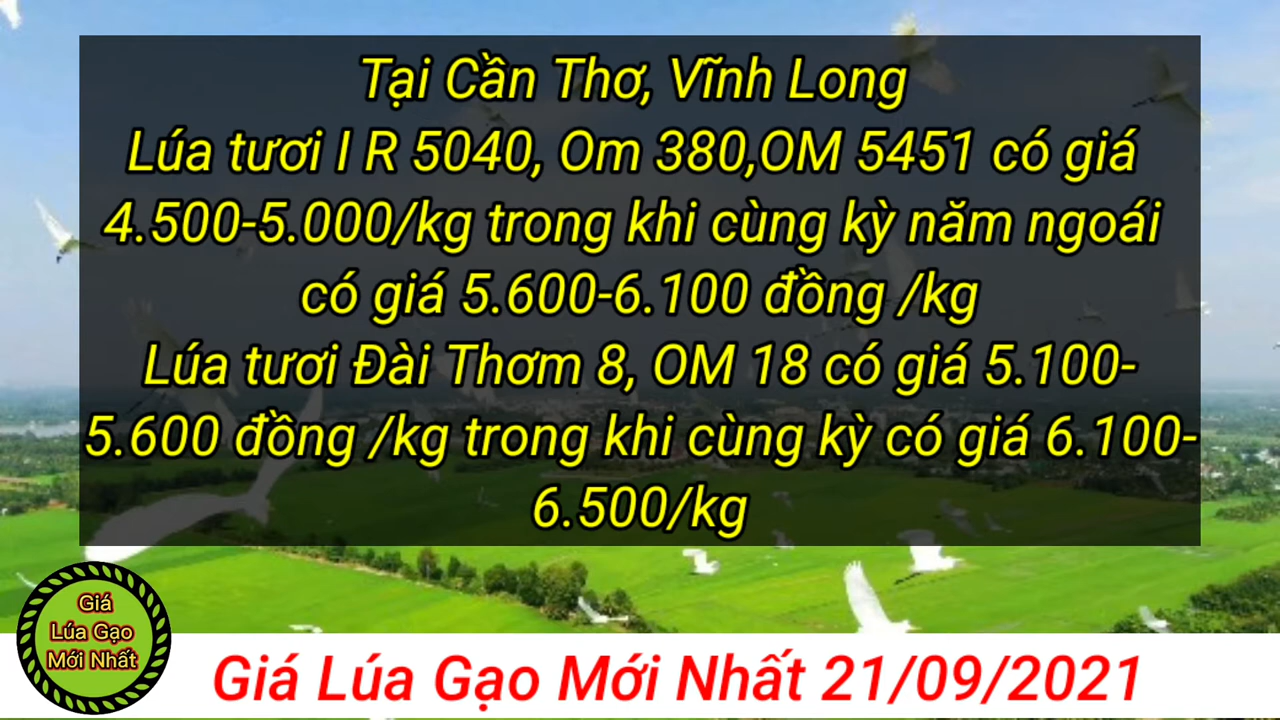 Tại Cần Thơ, Vĩnh Long
Lúa tươi I R 5040, Om 380,OM 5451 có giá
4.500-5.000/kg trong khi cùng kỳ năm ngoái
có giá 5.600-6.100 đồng /kg
Lúa tươi Đài Thơm 8, OM 18 có giá 5.100-
5.600 đồng /kg trong khi cùng kỳ có giá 6.100-
6.500/kg
Giá
Lúa Gạo
Mới Nhất
Giá Lúa Gạo Mới Nhất 21/09/2021